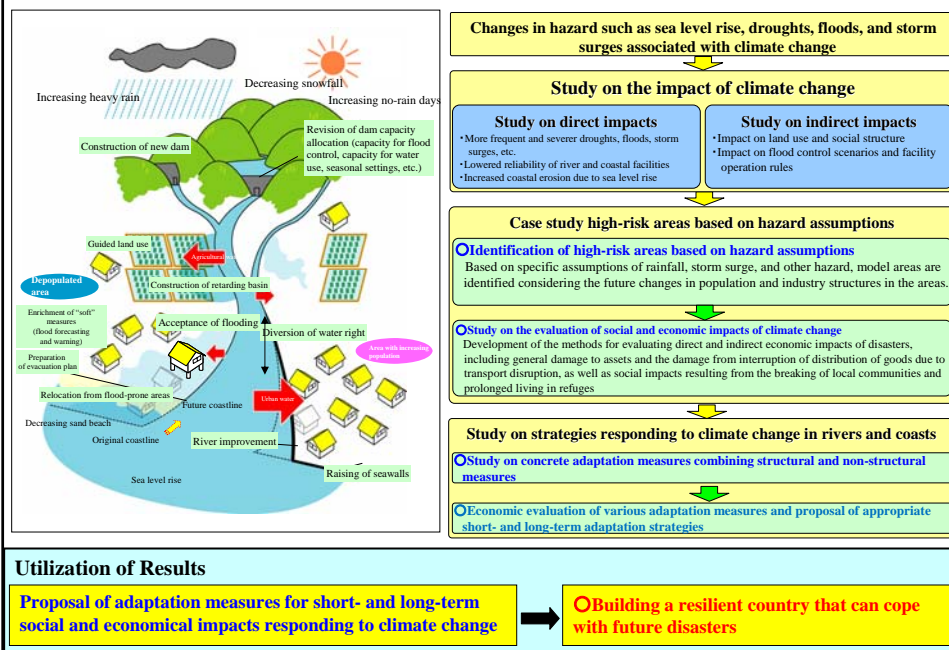 Increasing heavy rain
Decreasing snowfall
Increasing no-rain days
Construction of new dam
Revision of dam capacity
allocation (capacity for flood
control, capacity for water
use, seasonal settings, etc.)
Guided land use
Agricultural
Construction of retarding basin
Depopulated
area
Enrichment of “soft”
measures
(flood forecasting
and warning)
Acceptance of flooding
Diversion of water right
Area with increasing
population
Preparation
of evacuation plan
Relocation from flood-prone areas
Future coastline
Urban water
Decreasing sand beach
Original coastline
River improvement
Raising of seawalls
Sea level rise
Changes in hazard such as sea level rise, droughts, floods, and storm
surges associated with climate change
Study on the impact of climate change
Study on direct impacts
・More frequent and severer droughts, floods, storm
surges, etc.
・Lowered reliability of river and coastal facilities
・Increased coastal erosion due to sea level rise
Study on indirect impacts
・Impact on land use and social structure
・Impact on flood control scenarios and facility
operation rules
Case study high-risk areas based on hazard assumptions
○Identification of high-risk areas based on hazard assumptions
Based on specific assumptions of rainfall, storm surge, and other hazard, model areas are
identified considering the future changes in population and industry structures in the areas.
○Study on the evaluation of social and economic impacts of climate change
Development of the methods for evaluating direct and indirect economic impacts of disasters,
including general damage to assets and the damage from interruption of distribution of goods due to
transport disruption, as well as social impacts resulting from the breaking of local communities and
prolonged living in refuges
Study on strategies responding to climate change in rivers and coasts
○Study on concrete adaptation measures combining structural and non-structural
measures
○Economic evaluation of various adaptation measures and proposal of appropriate
short- and long-term adaptation strategies
Utilization of Results
Proposal of adaptation measures for short- and long-term
social and economical impacts responding to climate change
○Building a resilient country that can cope
with future disasters